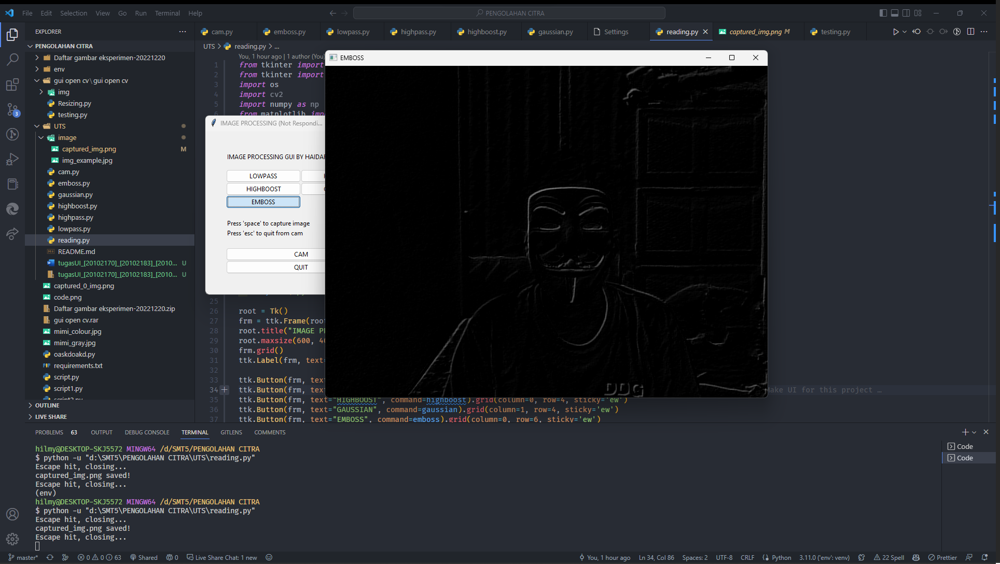 File Edit Selection View Go Run Terminal Help
PENGOLAHAN CITRA
EXPLORER
cam.py emboss.py lowpass.py highpass.py highboost.py gaussian.py Settings reading.py captured_img.png M testing.py
PENGOLAHAN CITRA
Daftar gambar eksperimen-20221220
env
gui open cv\gui open cv
img
Resizing.py
testing.py
UTS
image
captured_img.png M
img_example.jpg
cam.py
emboss.py
gaussian.py
highboost.py
highpass.py
lowpass.py
reading.py
README.md
tugasUI_[20102170]_[20102183]_[2010... U
tugasUI_[20102170]_[20102183]_[2010... U
captured_0_img.png
code.png
Daftar gambar eksperimen-20221220.zip
gui open cv.rar
mimi_colour.jpg
mimi_gray.jpg
oaskdoakd.py
requirements.txt
script.py
script1.py
OUTLINE
LIVE SHARE
UTS > reading.py > ...
You, 1 hour ago | 1 author (You)
1 from tkinter import
2 from tkinter import
3 import os
4 import cv2
5 import numpy as np
6 from matplotlib
IMAGE PROCESSING (Not Respondi...
IMAGE PROCESSING GUI BY HAIDAR
LOWPASS
HIGHBOOST
EMBOSS
Press 'space' to capture image
Press 'esc' to quit from cam
CAM
QUIT
EMBOSS
DDG
25
26 root = Tk()
27 frm = ttk.Frame(root
28 root.title("IMAGE P
29 root.maxsize(600, 4
30 frm.grid()
31 ttk.Label(frm, text
32
33 ttk.Button(frm, tex
34 ttk.Button(frm, tex Make UI for this project …
35 ttk.Button(frm, text="HIGHBOOST", command=highboost).grid(column=0, row=4, sticky='ew')
36 ttk.Button(frm, text="GAUSSIAN", command=gaussian).grid(column=1, row=4, sticky='ew')
37 ttk.Button(frm, text="EMBOSS", command=emboss).grid(column=0, row=6, sticky='ew')
PROBLEMS 63 OUTPUT DEBUG CONSOLE TERMINAL GITLENS COMMENTS
hilmy@DESKTOP-SKJ5572 MINGW64 /d/SMT5/PENGOLAHAN CITRA
$ python -u "d:\SMT5\PENGOLAHAN CITRA\UTS\reading.py"
Escape hit, closing...
captured_img.png saved!
Escape hit, closing...
(env)
hilmy@DESKTOP-SKJ5572 MINGW64 /d/SMT5/PENGOLAHAN CITRA
$ python -u "d:\SMT5\PENGOLAHAN CITRA\UTS\reading.py"
Escape hit, closing...
captured_img.png saved!
Escape hit, closing...
Code
Code
3
master* 0 0 63 Shared 0 Live Share Chat: 1 new You, 1 hour ago Ln 34, Col 86 Spaces: 2 UTF-8 CRLF Python 3.11.0 ('env': venv) 22 Spell Prettier